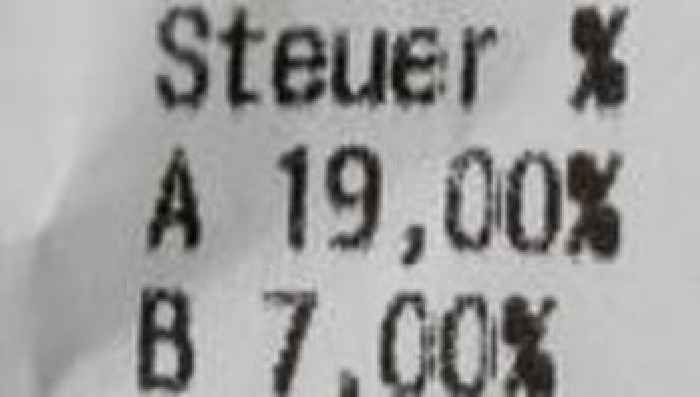 Steuer %
A 19,00%
B 7,00%